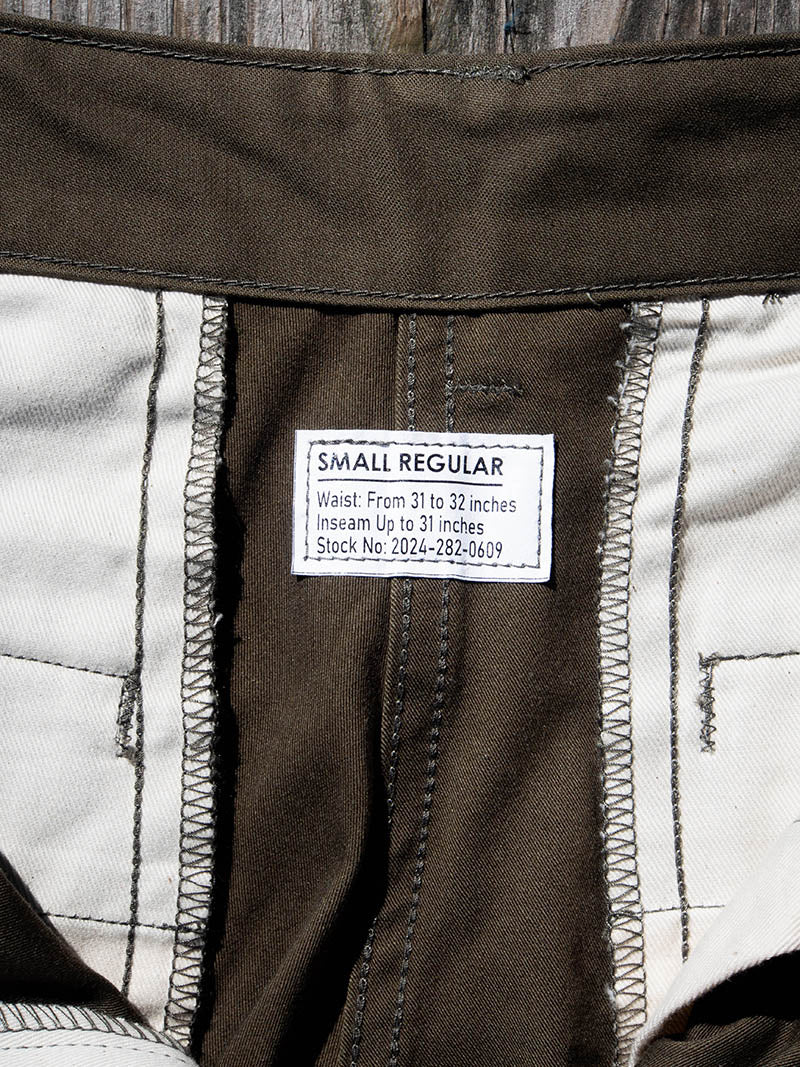 SMALL REGULAR
Waist: From 31 to 32 inches
Inseam Up to 31 inches
Stock No: 2024-282-0609